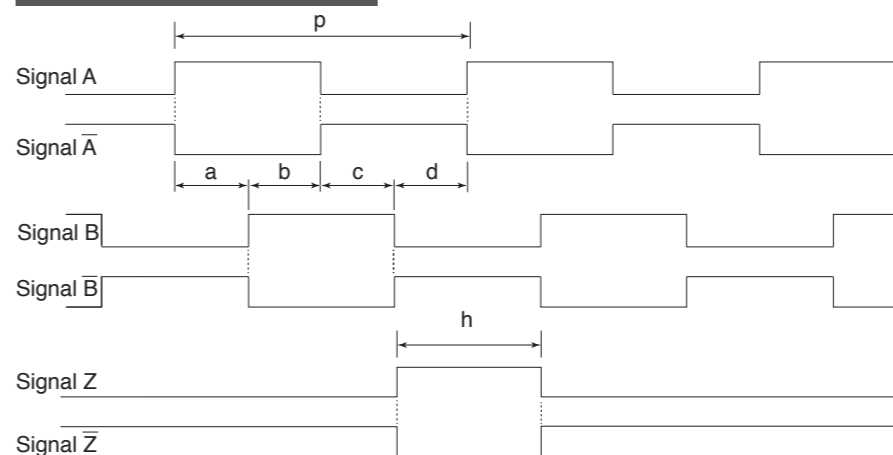 p
Signal A
Signal A̅
a b c d
Signal B
Signal B̅
h
Signal Z
Signal Z̅